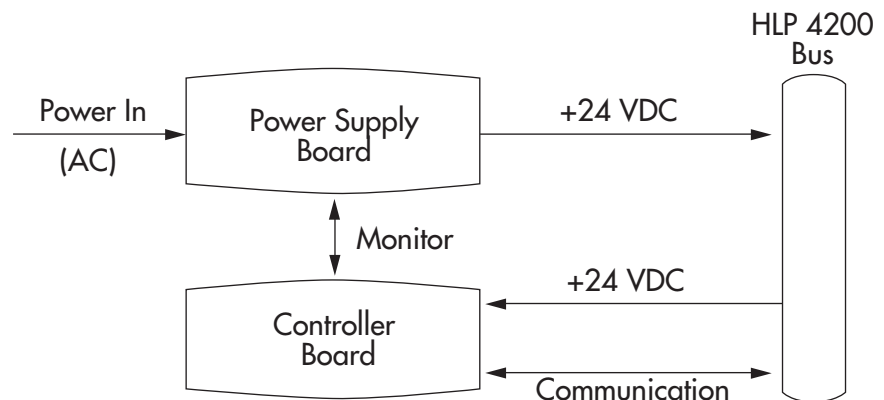 HLP 4200
Bus
Power In
(AC)
Power Supply
Board
+24 VDC
Monitor
+24 VDC
Controller
Board
Communication